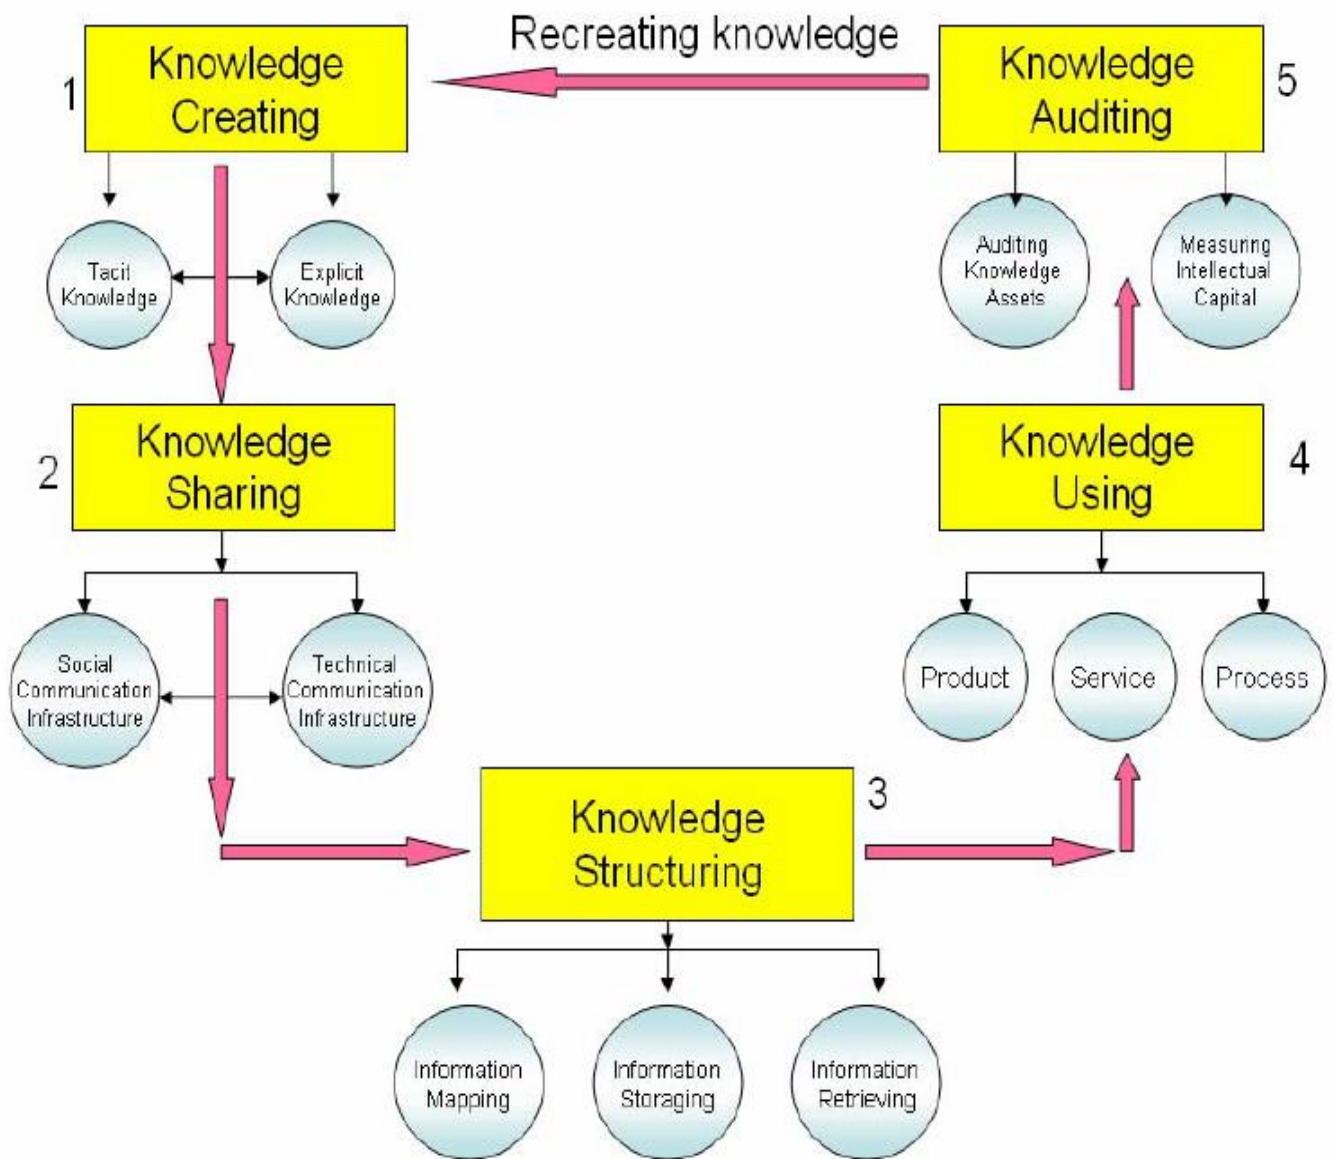 Recreating knowledge
1
Knowledge
Creating
Tacit
Knowledge
Explicit
Knowledge
2
Knowledge
Sharing
Social
Communication
Infrastructure
Technical
Communication
Infrastructure
3
Knowledge
Structuring
Information
Mapping
Information
Storaging
Information
Retrieving
4
Knowledge
Using
Product
Service
Process
5
Knowledge
Auditing
Auditing
Knowledge
Assets
Measuring
Intellectual
Capital